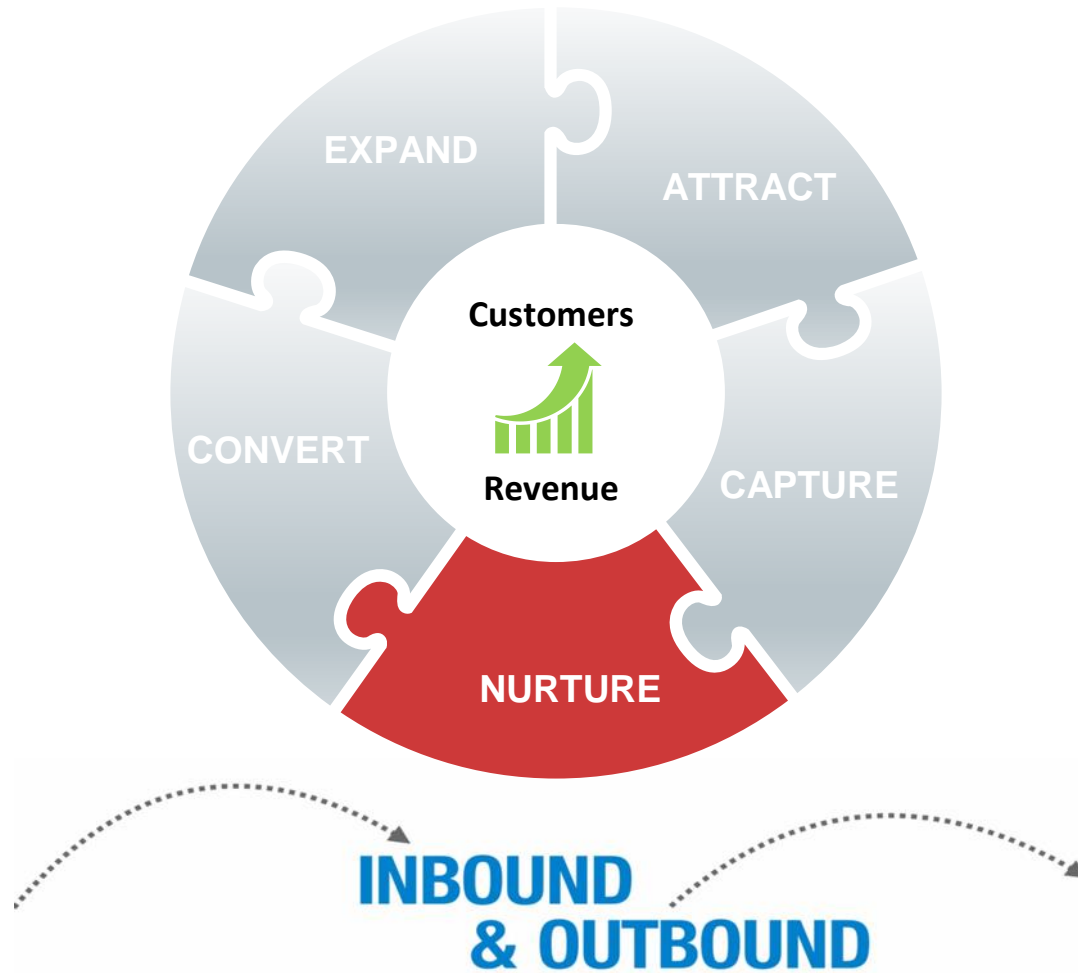 EXPAND
ATTRACT
Customers
Revenue
CONVERT
CAPTURE
NURTURE
INBOUND
& OUTBOUND